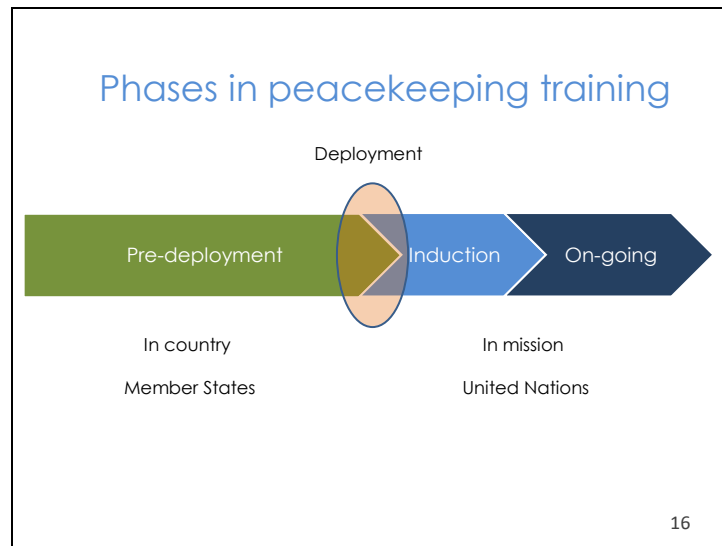 Phases in peacekeeping training
Deployment
Pre-deployment
Induction
On-going
In country
In mission
Member States
United Nations
16